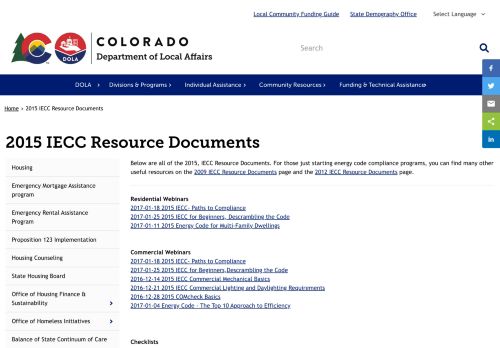 Local Community Funding Guide
State Demography Office
Select Language
COLORADO
Department of Local Affairs
DOLA
Search
DOLA
Divisions & Programs
Individual Assistance
Community Resources
Funding & Technical Assistance
Home » 2015 IECC Resource Documents
2015 IECC Resource Documents
Housing
Emergency Mortgage Assistance
program
Emergency Rental Assistance
Program
Proposition 123 Implementation
Housing Counseling
State Housing Board
Office of Housing Finance &
Sustainability
Office of Homeless Initiatives
Balance of State Continuum of Care
Below are all of the 2015, IECC Resource Documents. For those just starting energy code compliance programs, you can find many other
useful resources on the 2009 IECC Resource Documents page and the 2012 IECC Resource Documents page.
Residential Webinars
2017-01-18 2015 IECC- Paths to Compliance
2017-01-25 2015 IECC for Beginners, Descrambling the Code
2017-01-11 2015 Energy Code for Multi-Family Dwellings
Commercial Webinars
2017-01-18 2015 IECC- Paths to Compliance
2017-01-25 2015 IECC for Beginners,Descrambling the Code
2016-12-14 2015 IECC Commercial Mechanical Basics
2016-12-21 2015 IECC Commercial Lighting and Daylighting Requirements
2016-12-28 2015 COMcheck Basics
2017-01-04 Energy Code - The Top 10 Approach to Efficiency
Checklists